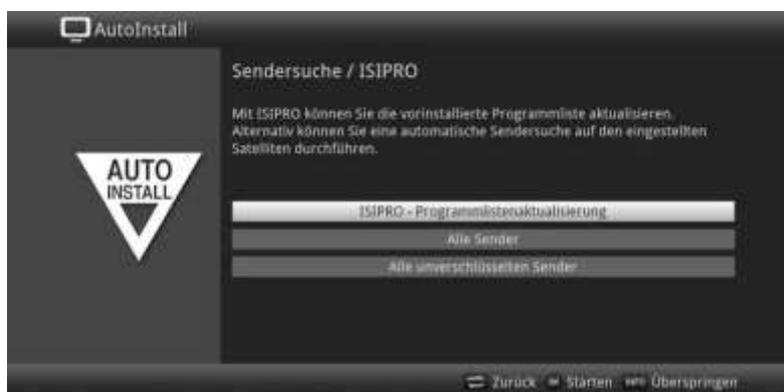 AutoInstall
Sendersuche / ISIPRO
Mit ISIPRO können Sie die vorinstallierte Programmliste aktualisieren.
Alternativ können Sie eine automatische Sendersuche auf den eingestellten
Satelliten durchführen.
AUTO
INSTALL
ISIPRO - Programmlistenaktualisierung
Alle Sender
Alle unverschlüsselten Sender
Zurück Starten Überspringen